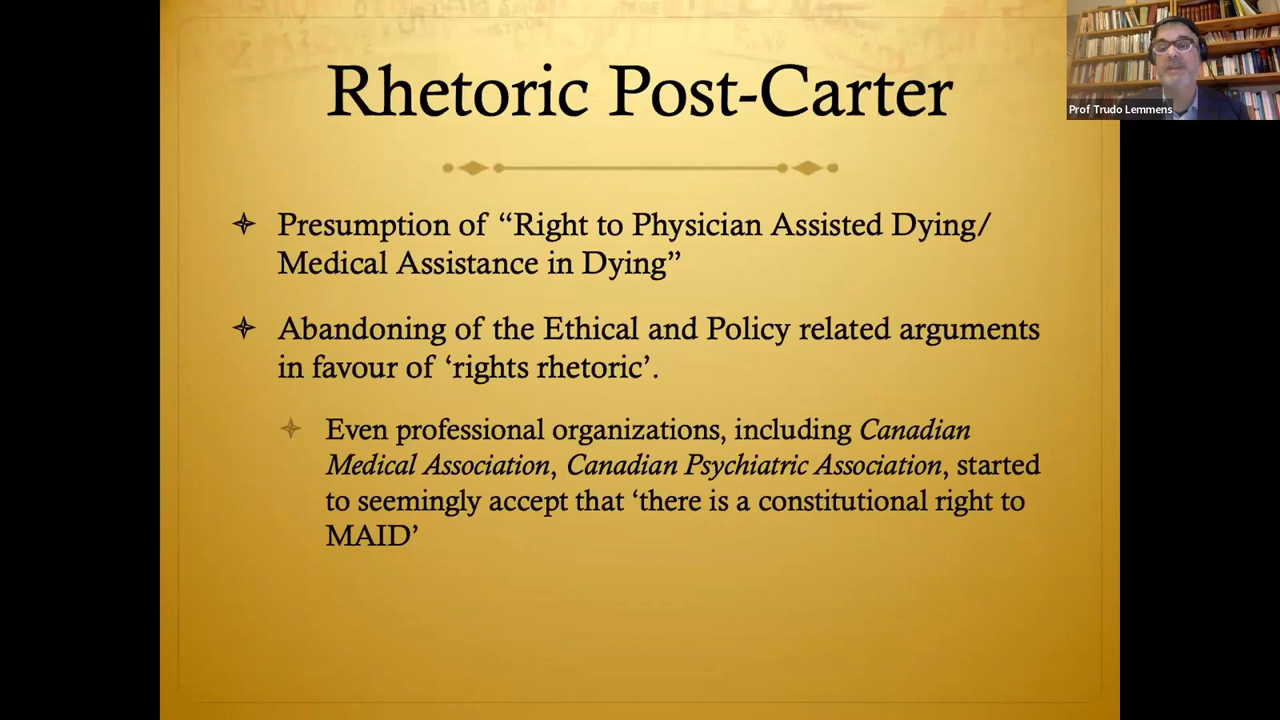 Rhetoric Post-Carter
Prof Trudo Lemmens
Presumption of “Right to Physician Assisted Dying/
Medical Assistance in Dying”
Abandoning of the Ethical and Policy related arguments
in favour of ‘rights rhetoric’.
Even professional organizations, including Canadian
Medical Association, Canadian Psychiatric Association, started
to seemingly accept that ‘there is a constitutional right to
MAID’